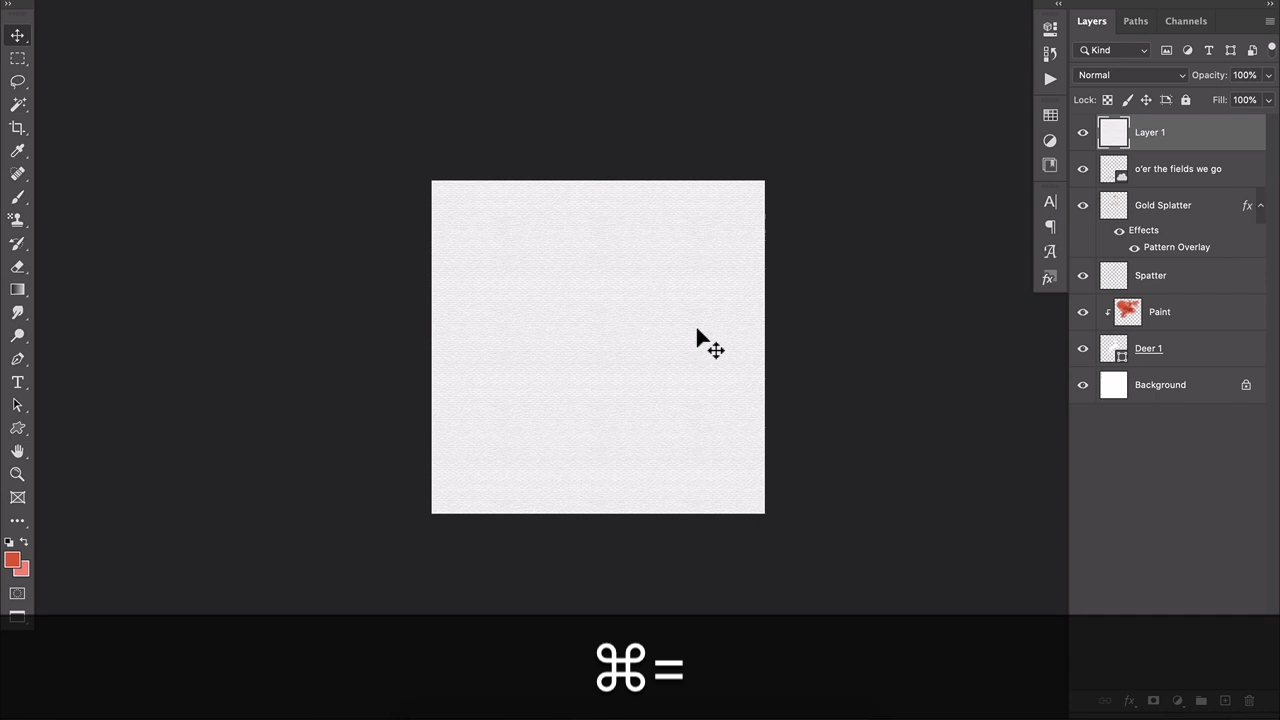 Layers Paths Channels
Kind
Normal Opacity: 100%
Lock: Fill: 100%
Layer 1
o'er the fields we go
Gold Splatter fx
Effects
Pattern Overlay
Spatter
Paint
Deer 1
Background
⌘=